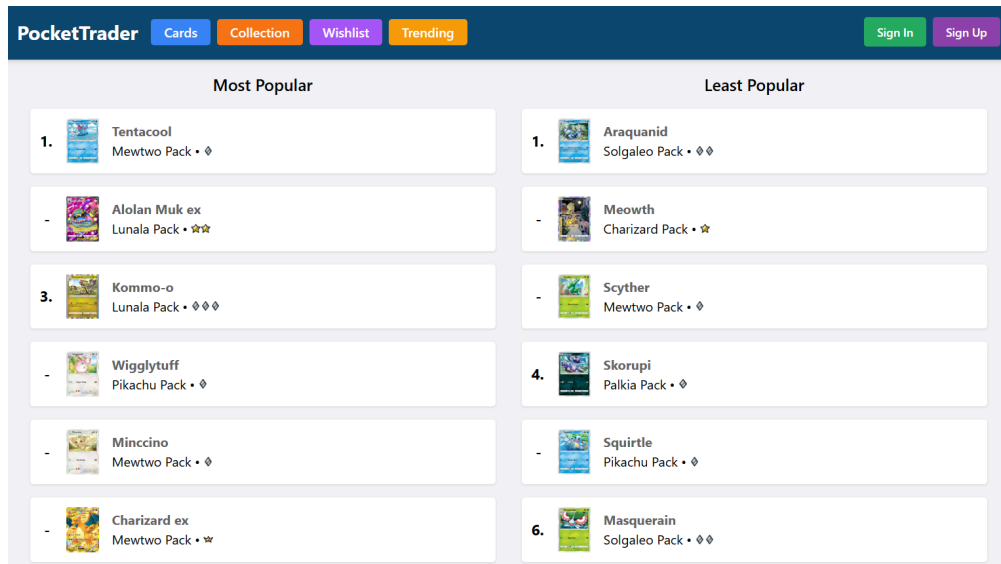 PocketTrader Cards Collection Wishlist Trending Sign In Sign Up
Most Popular
1. Tentacool
Mewtwo Pack •
- Alolan Muk ex
Lunala Pack •
3. Kommo-o
Lunala Pack •
- Wigglytuff
Pikachu Pack •
- Minccino
Mewtwo Pack •
- Charizard ex
Mewtwo Pack •
Least Popular
1. Araquanid
Solgaleo Pack •
- Meowth
Charizard Pack •
- Scyther
Mewtwo Pack •
4. Skorupi
Palkia Pack •
- Squirtle
Pikachu Pack •
6. Masquerain
Solgaleo Pack •